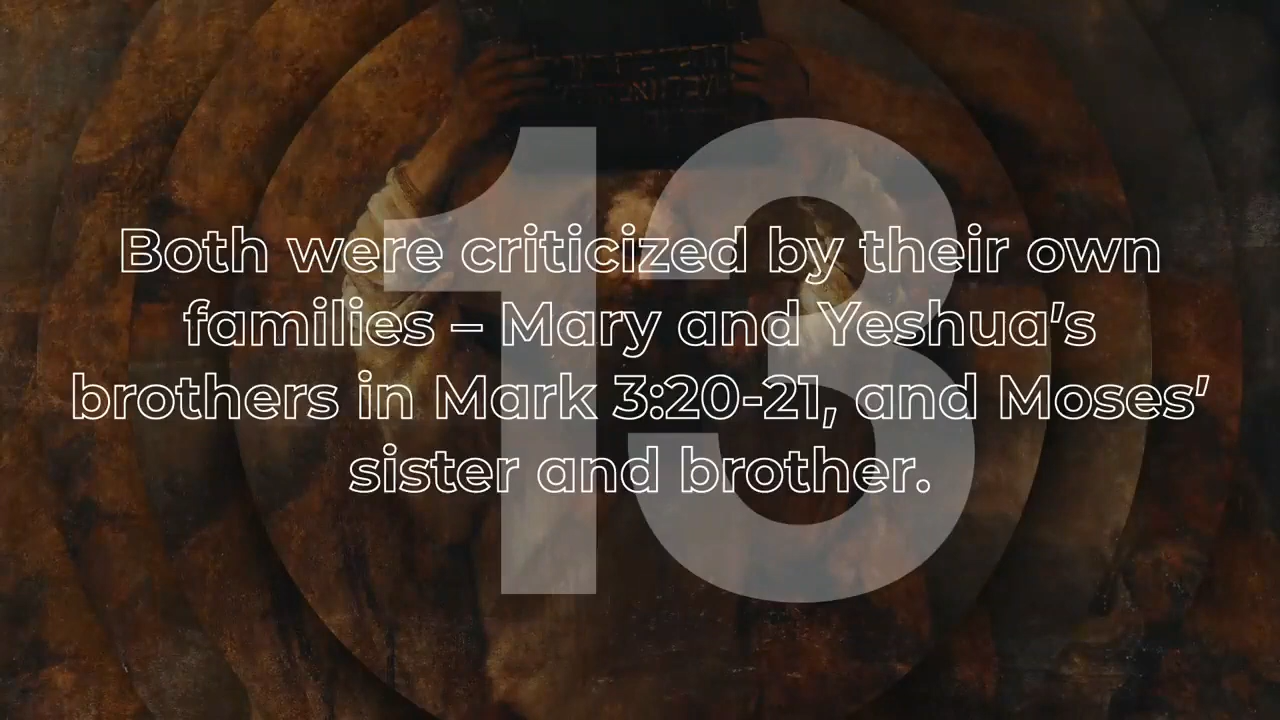 13
Both were criticized by their own
families – Mary and Yeshua's
brothers in Mark 3:20-21, and Moses'
sister and brother.